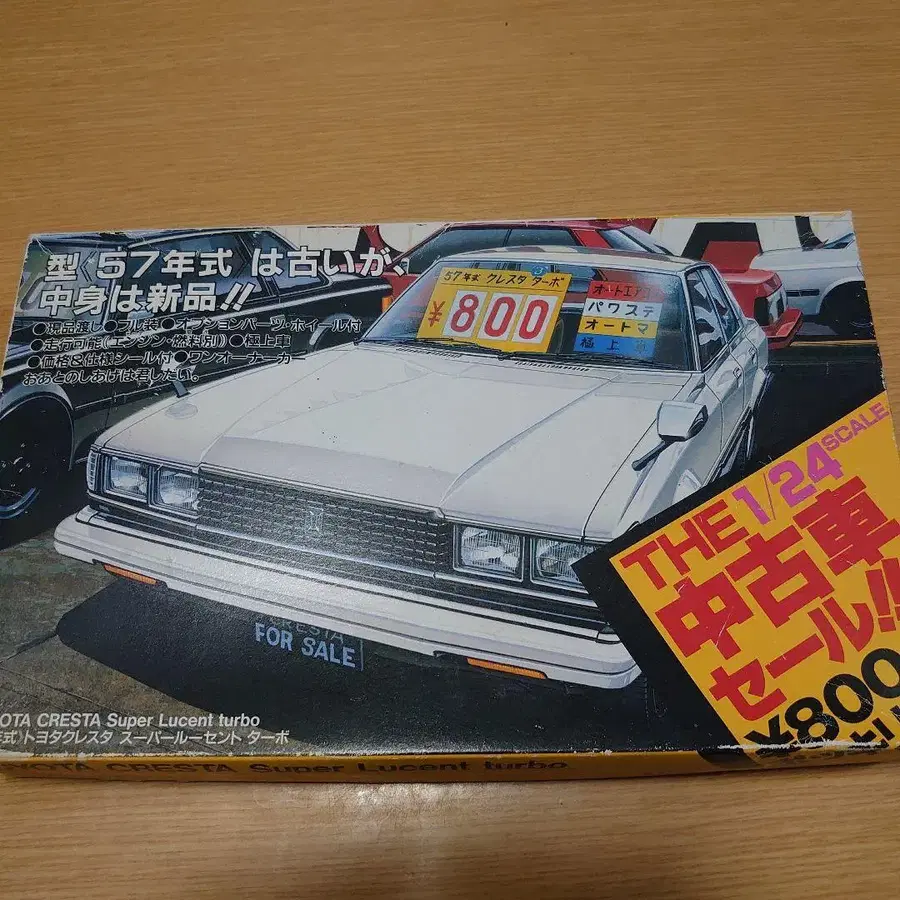 型 57年式 は古いが、
中身は新品!!
●現品渡し●フル装●オプションパーツ・ホイール付
●走行可能(エンジン・燃料別)●極上車
●価格&仕様シール付●ワンオーナーカー
おあとのしあげは君しだい。
57年式 クレスタ ターボ
¥800
オートエアコン
パワステ
オートマ
極上車
THE 1/24 SCALE
中古車
セール!!
¥800
CRESTA
FOR SALE
OTA CRESTA Super Lucent turbo
年式トヨタクレスタ スーパールーセント ターボ
OTA CRESTA Super Lucent turbo